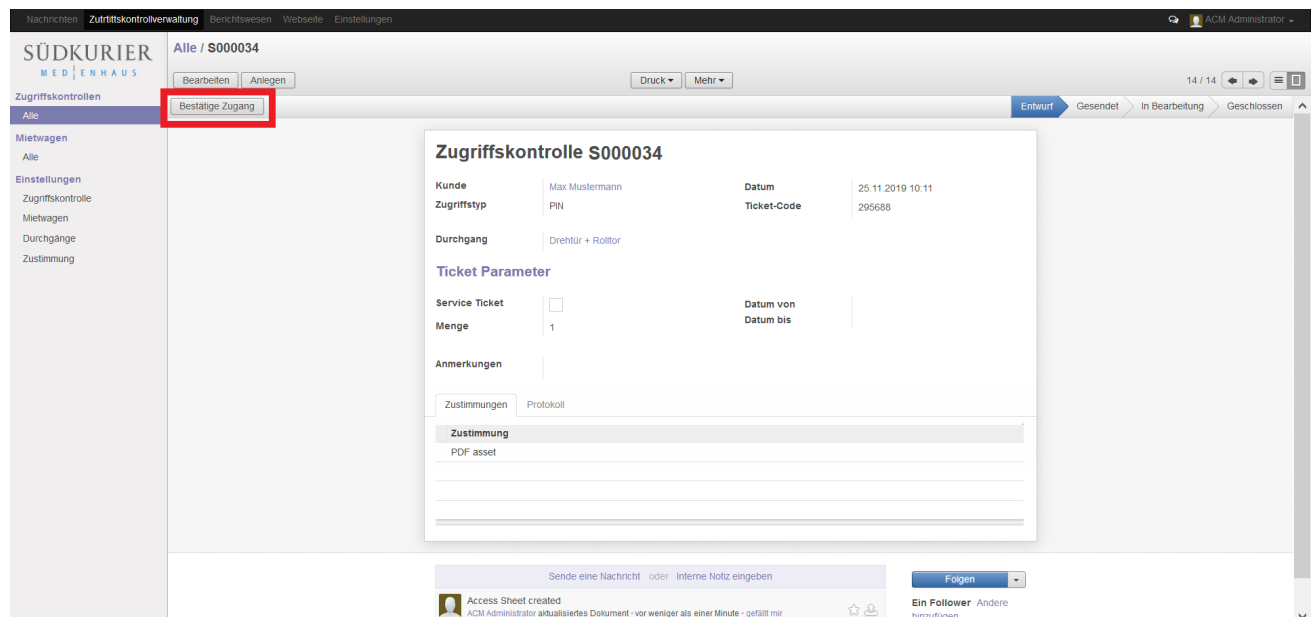 Nachrichten Zutrtittskontrollverwaltung Berichtswesen Webseite Einstellungen ACM Administrator
SÜDKURIER
MEDIENHAUS
Alle / S000034
Bearbeiten Anlegen Druck Mehr 14 / 14
Zugriffskontrollen
Alle
Mietwagen
Alle
Einstellungen
Zugriffskontrolle
Mietwagen
Durchgänge
Zustimmung
Bestätige Zugang Entwurf Gesendet In Bearbeitung Geschlossen
Zugriffskontrolle S000034
Kunde Max Mustermann Datum 25.11.2019 10:11
Zugriffstyp PIN Ticket-Code 295688
Durchgang Drehtür + Rolltor
Ticket Parameter
Service Ticket Datum von
Menge 1 Datum bis
Anmerkungen
Zustimmungen Protokoll
Zustimmung
PDF asset
Sende eine Nachricht oder Interne Notiz eingeben Folgen
Access Sheet created Ein Follower Andere
ACM Administrator aktualisiertes Dokument - vor weniger als einer Minute - gefällt mir hinzufügen